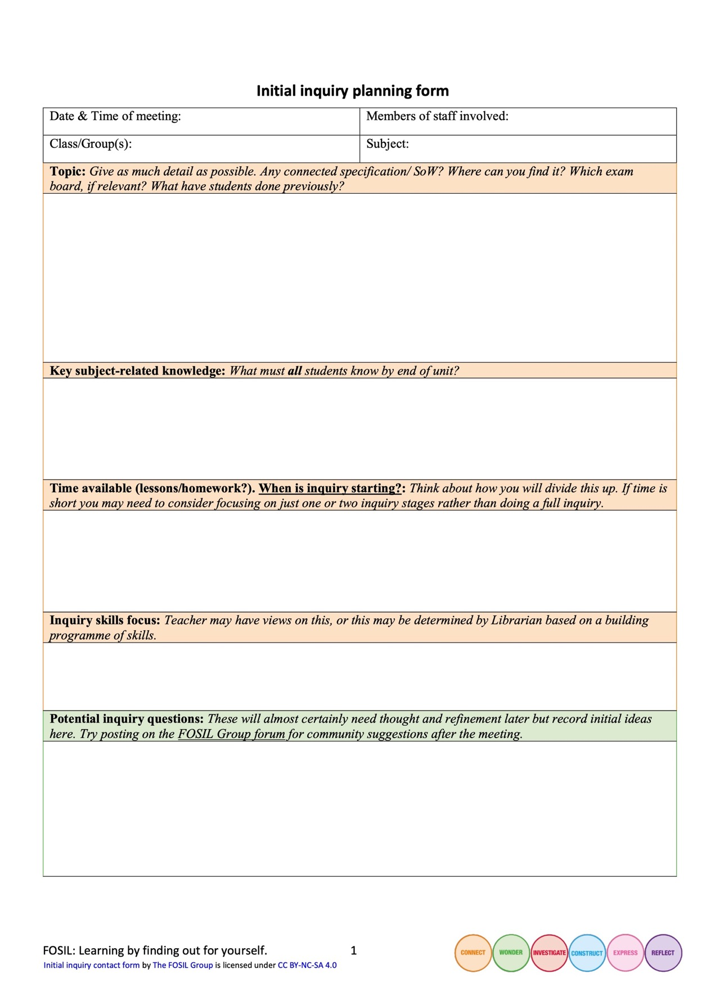 Initial inquiry planning form
Date & Time of meeting:
Members of staff involved:
Class/Group(s):
Subject:
Topic: Give as much detail as possible. Any connected specification/ SoW? Where can you find it? Which exam
board, if relevant? What have students done previously?
Key subject-related knowledge: What must all students know by end of unit?
Time available (lessons/homework?). When is inquiry starting?: Think about how you will divide this up. If time is
short you may need to consider focusing on just one or two inquiry stages rather than doing a full inquiry.
Inquiry skills focus: Teacher may have views on this, or this may be determined by Librarian based on a building
programme of skills.
Potential inquiry questions: These will almost certainly need thought and refinement later but record initial ideas
here. Try posting on the FOSIL Group forum for community suggestions after the meeting.
FOSIL: Learning by finding out for yourself.
1
Initial inquiry contact form by The FOSIL Group is licensed under CC BY-NC-SA 4.0
CONNECT
WONDER
INVESTIGATE
CONSTRUCT
EXPRESS
REFLECT